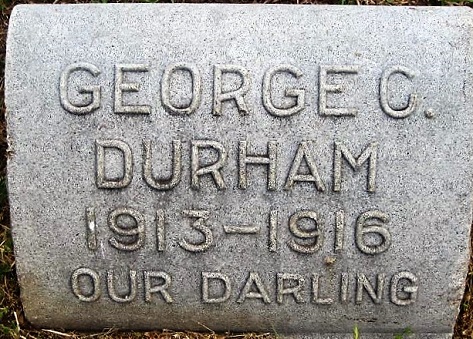 GEORGE C.
DURHAM
1913-1916
OUR DARLING